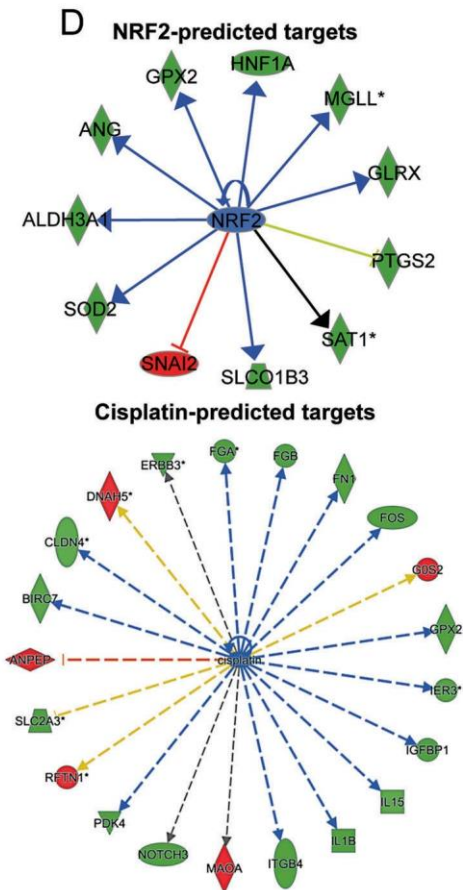 D
NRF2-predicted targets
HNF1A
GPX2
MGLL*
ANG
GLRX
ALDH3A1
NRF2
PTGS2
SOD2
SAT1*
SNAI2
SLCO1B3
Cisplatin-predicted targets
FGA*
FGB
ERBB3*
FN1
DNAH5*
FOS
CLDN4*
G0S2
BIRC7
GPX2
ANPEP
cisplatin
IER3*
SLC2A3*
IGFBP1
RFTN1*
IL15
PDK4
IL1B
NOTCH3
MAOA
ITGB4